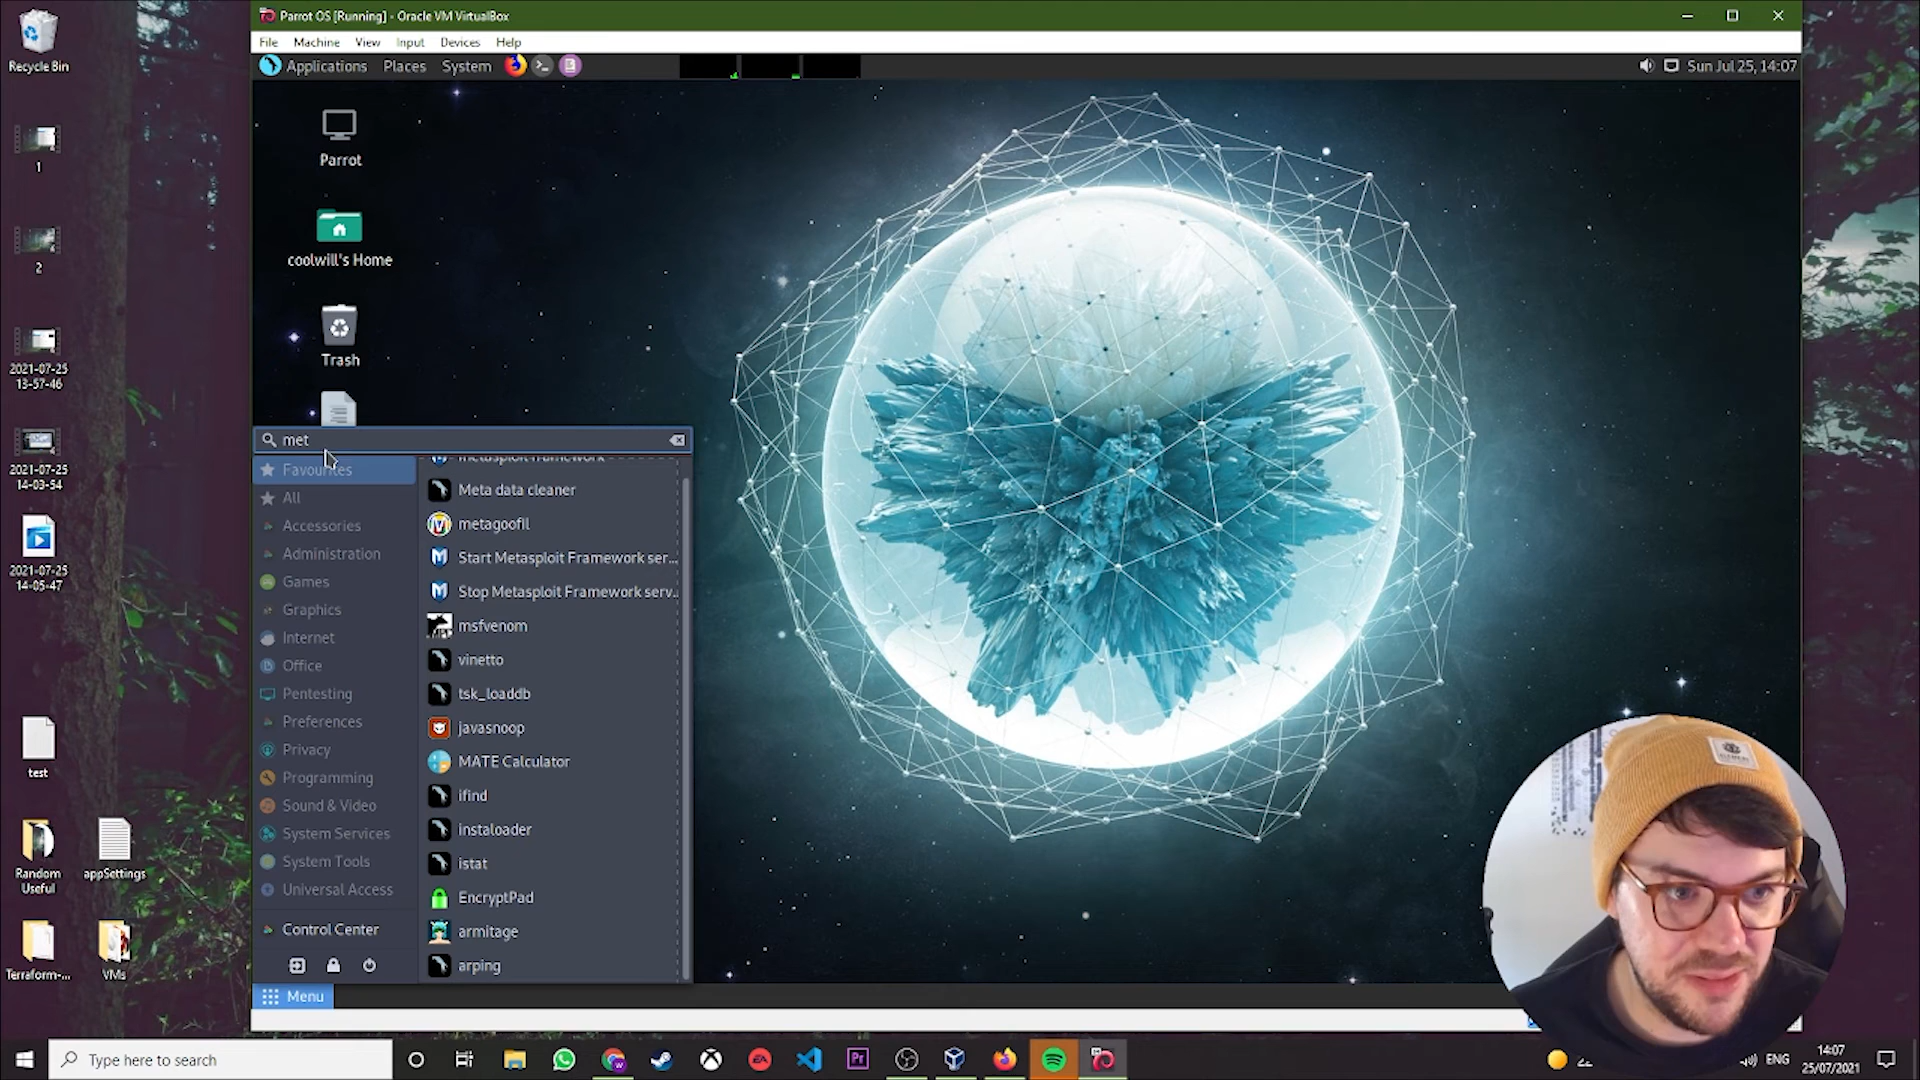 Parrot OS [Running] - Oracle VM VirtualBox
File Machine View Input Devices Help
Applications Places System
Sun Jul 25, 14:07
Recycle Bin
1
2
2021-07-25
13-57-46
2021-07-25
14-03-54
2021-07-25
14-05-47
test
Random
Useful
appSettings
Terraform-...
VMs
Parrot
coolwill's Home
Trash
met
Favourites
All
Accessories
Administration
Games
Graphics
Internet
Office
Pentesting
Preferences
Privacy
Programming
Sound & Video
System Services
System Tools
Universal Access
Control Center
metasploit framework
Meta data cleaner
metagoofil
Start Metasploit Framework ser...
Stop Metasploit Framework serv...
msfvenom
vinetto
tsk_loaddb
javasnoop
MATE Calculator
ifind
instaloader
istat
EncryptPad
armitage
arping
Menu
Type here to search
ENG
14:07
25/07/2021